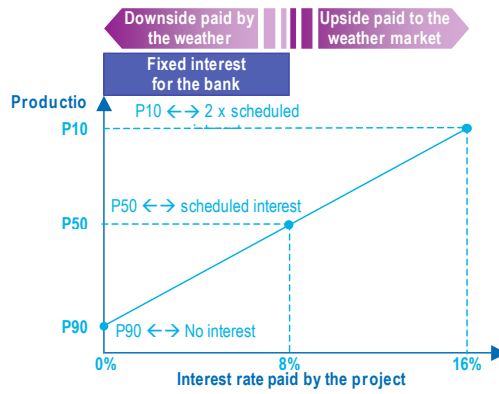 Downside paid by
the weather
Upside paid to the
weather market
Fixed interest
for the bank
Productio
P10 ←→ 2 x scheduled
P10
P50 ←→ scheduled interest
P50
P90
P90 ←→ No interest
0%
8%
16%
Interest rate paid by the project